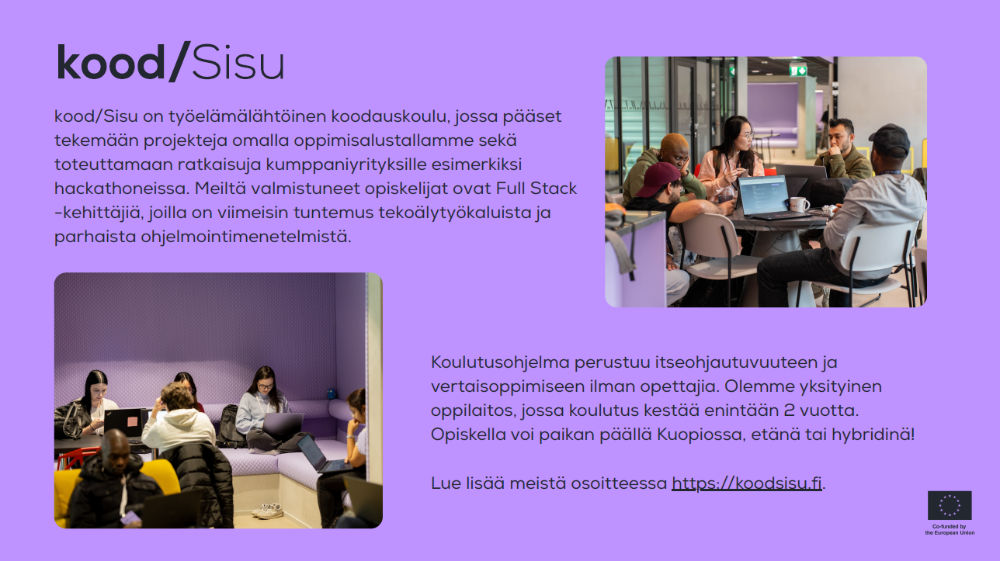 kood/Sisu
kood/Sisu on työelämälähtöinen koodauskoulu, jossa pääset
tekemään projekteja omalla oppimisalustallamme sekä
toteuttamaan ratkaisuja kumppaniyrityksille esimerkiksi
hackathoneissa. Meiltä valmistuneet opiskelijat ovat Full Stack
-kehittäjiä, joilla on viimeisin tuntemus tekoälytyökaluista ja
parhaista ohjelmointimenetelmistä.
Koulutusohjelma perustuu itseohjautuvuuteen ja
vertaisoppimiseen ilman opettajia. Olemme yksityinen
oppilaitos, jossa koulutus kestää enintään 2 vuotta.
Opiskella voi paikan päällä Kuopiossa, etänä tai hybridinä!
Lue lisää meistä osoitteessa https://koodsisu.fi.
Co-funded by
the European Union